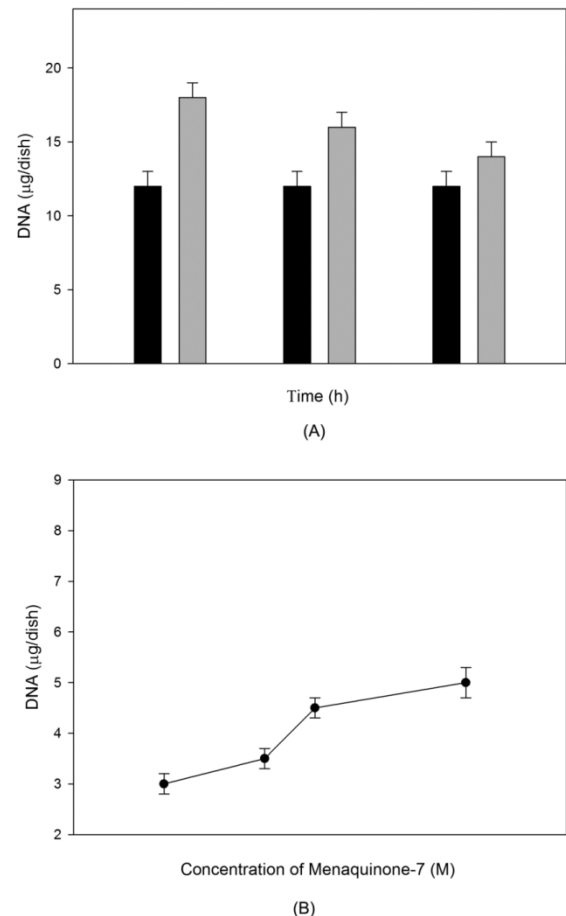 DNA (μg/dish)
20
15
10
5
0
Time (h)
(A)
DNA (μg/dish)
9
8
7
6
5
4
3
2
Concentration of Menaquinone-7 (M)
(B)